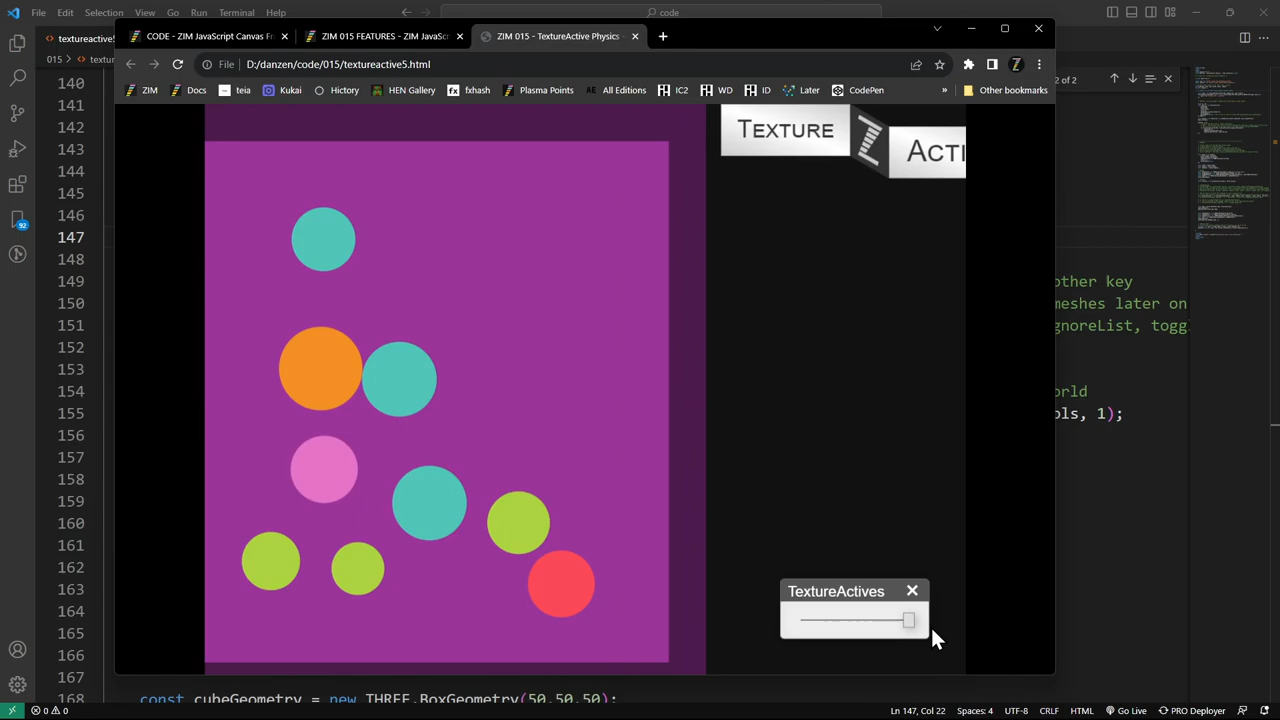 File Edit Selection View Go Run Terminal Help
code
textureactive5
015
CODE - ZIM JavaScript Canvas F
ZIM 015 FEATURES - ZIM JavaSc
ZIM 015 - TextureActive Physics
File D:/danzen/code/015/textureactive5.html
2 of 2
ZIM Docs teia Kukai History HEN Gallery fxhash Drama Points AE All Editions IC2 WD ID Later CodePen » Other bookmarks
140
141
142
143
144
145
146
147
148
149 other key
150 meshes later on
151 gnoreList, toggl
152
153
154 orld
155 ols, 1);
156
157
158
159
160
161
162
163
164
165
166
167
168 const cubeGeometry = new THREE.BoxGeometry(50,50,50);
TEXTURE
ACTI
TextureActives
92
0 0 Ln 147, Col 22 Spaces: 4 UTF-8 CRLF HTML Go Live PRO Deployer